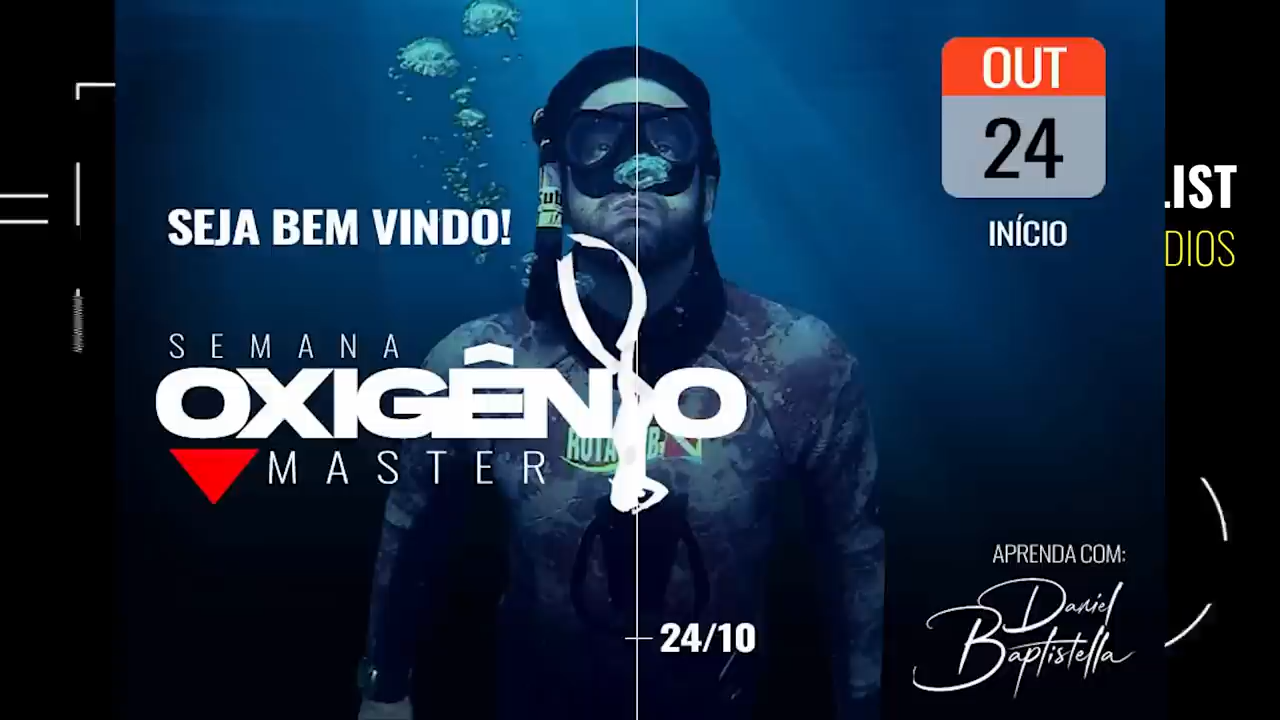 OUT
24
INÍCIO
SEJA BEM VINDO!
SEMANA
OXIGÊNIO
MASTER
24/10
APRENDA COM:
Daniel
Baptistella